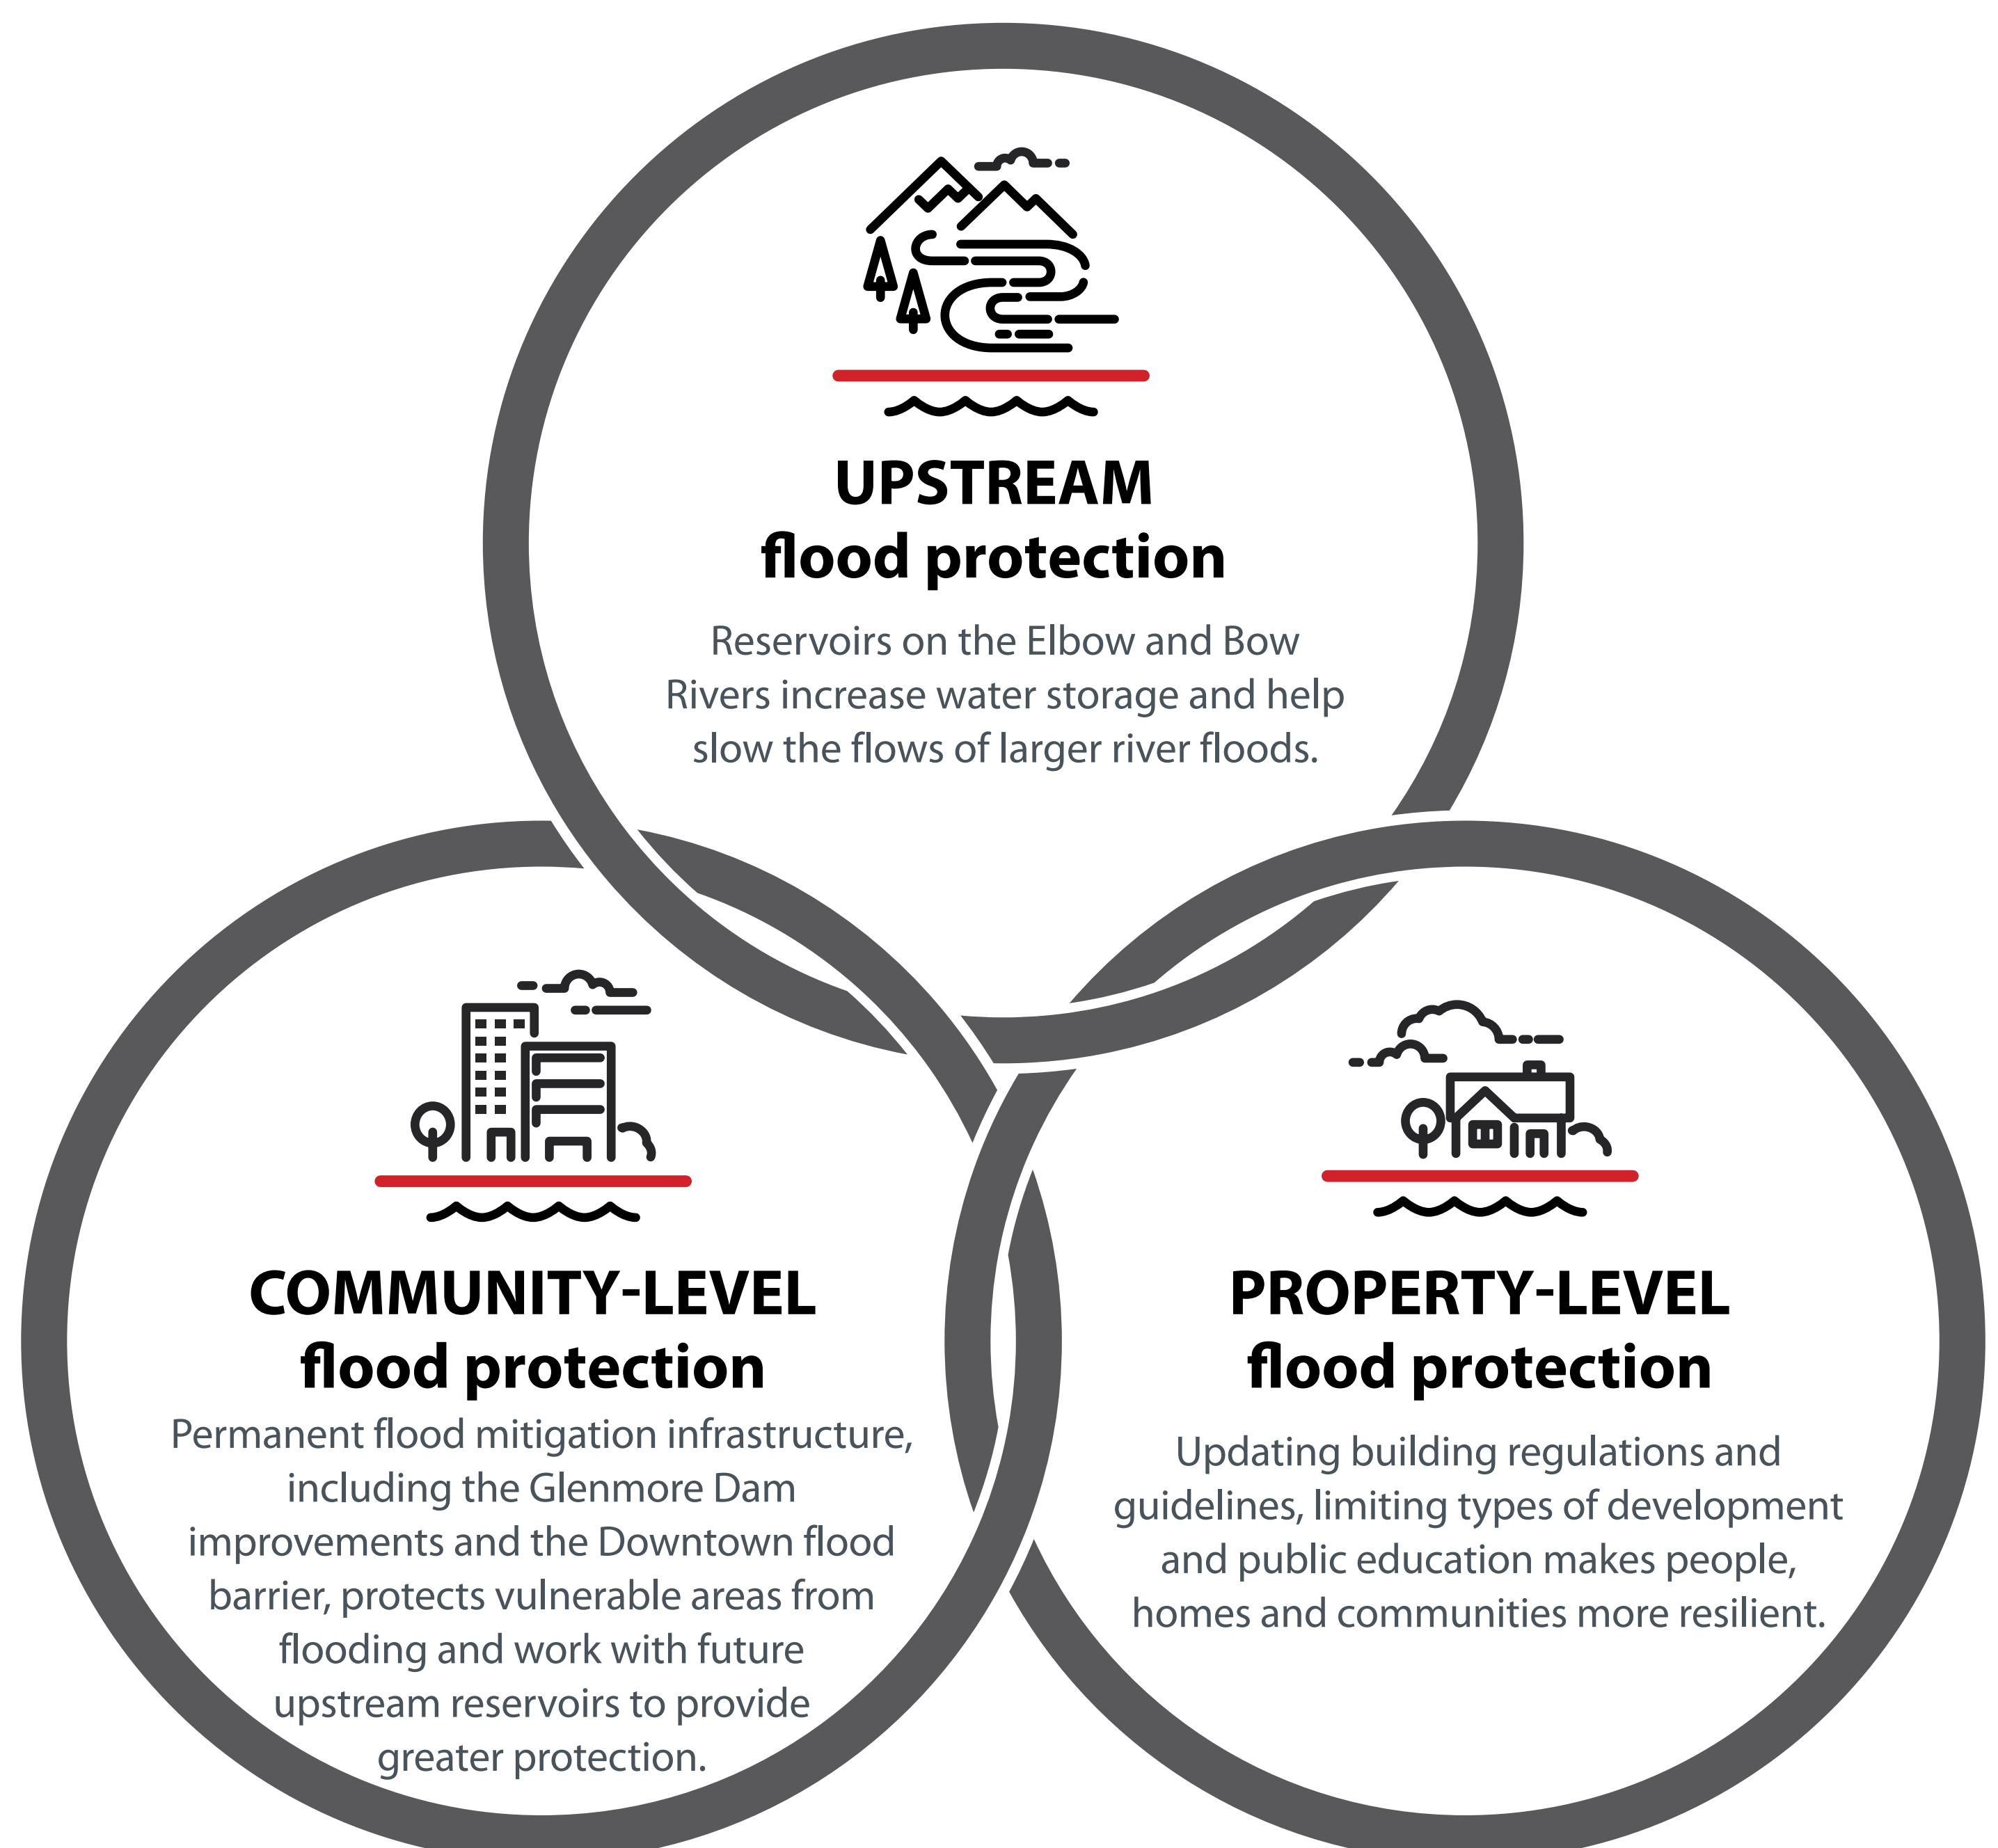 UPSTREAM
flood protection
Reservoirs on the Elbow and Bow
Rivers increase water storage and help
slow the flows of larger river floods.
COMMUNITY-LEVEL
flood protection
Permanent flood mitigation infrastructure,
including the Glenmore Dam
improvements and the Downtown flood
barrier, protects vulnerable areas from
flooding and work with future
upstream reservoirs to provide
greater protection.
PROPERTY-LEVEL
flood protection
Updating building regulations and
guidelines, limiting types of development
and public education makes people,
homes and communities more resilient.